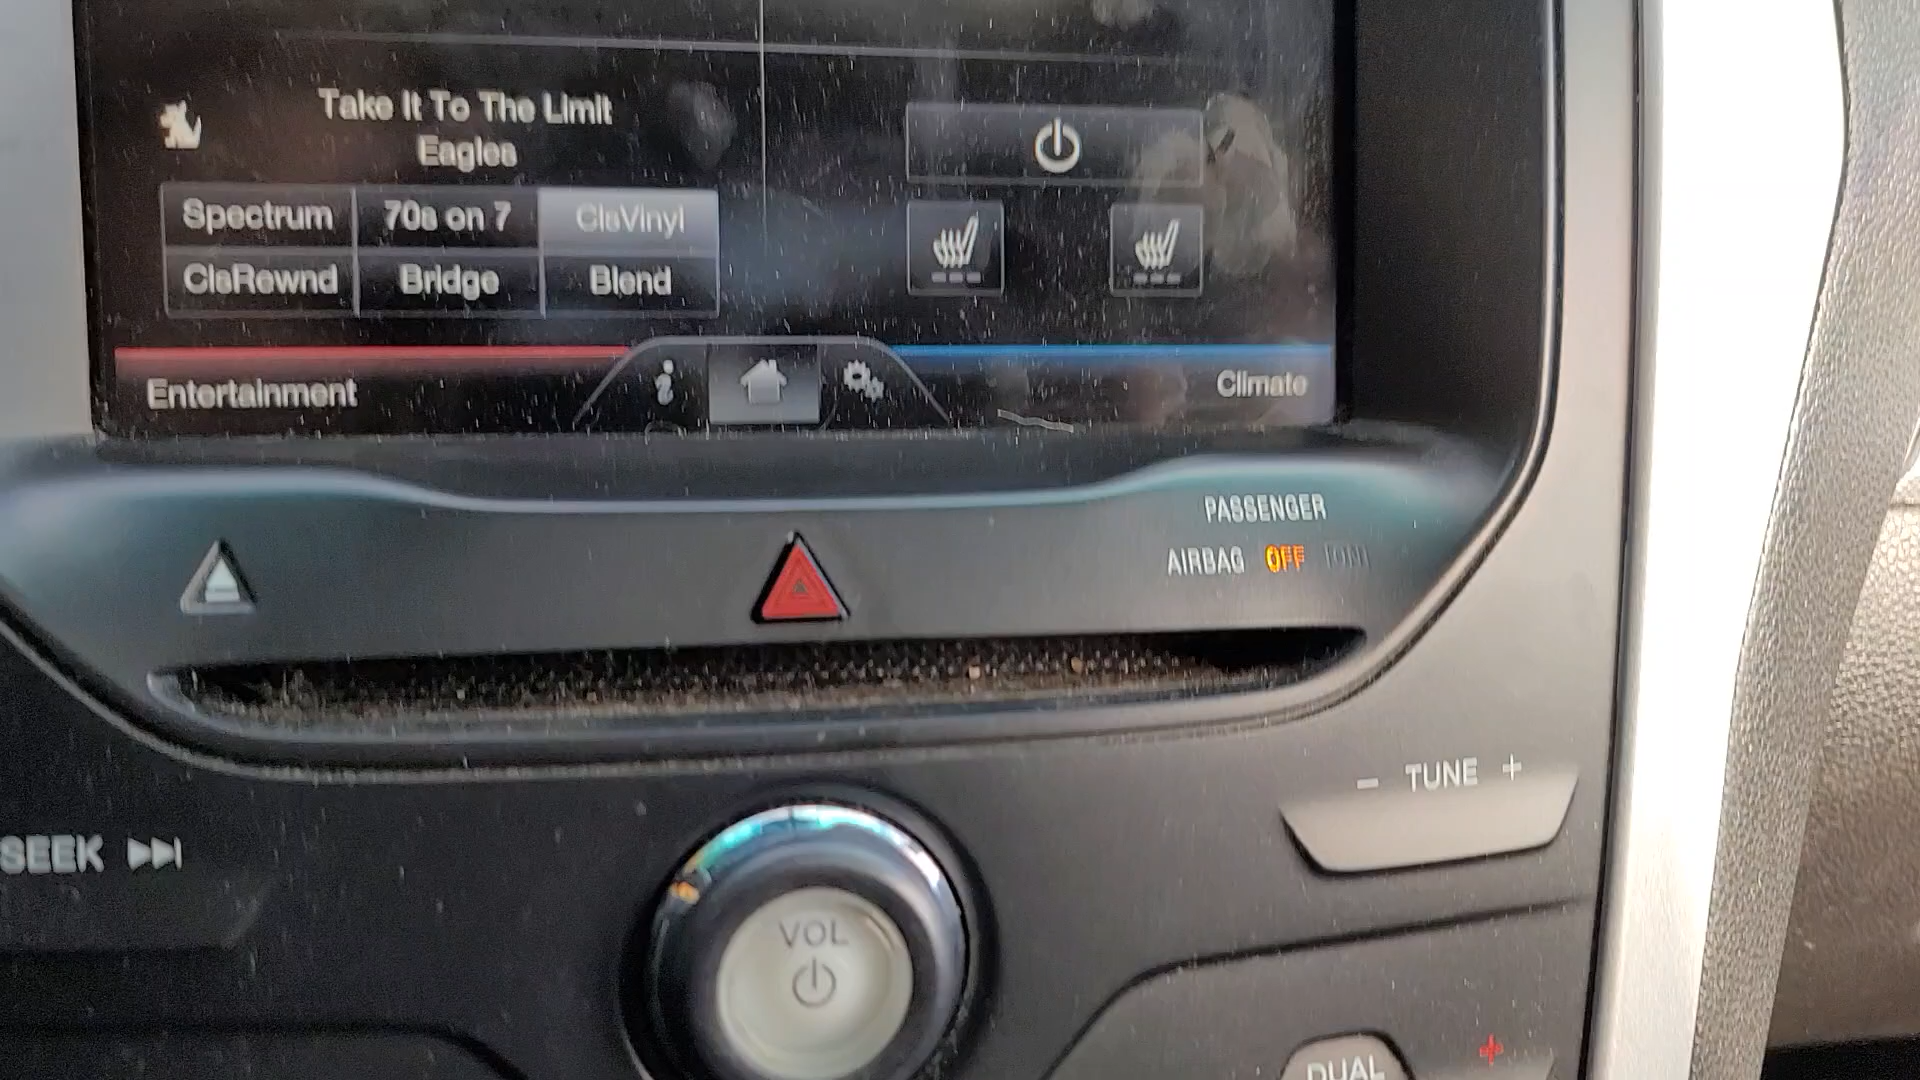 Take It To The Limit
Eagles
Spectrum 70s on 7 ClsVinyl
ClsRewnd Bridge Blend
Entertainment
Climate
PASSENGER
AIRBAG OFF ON
- TUNE +
SEEK
VOL
DUAL
+